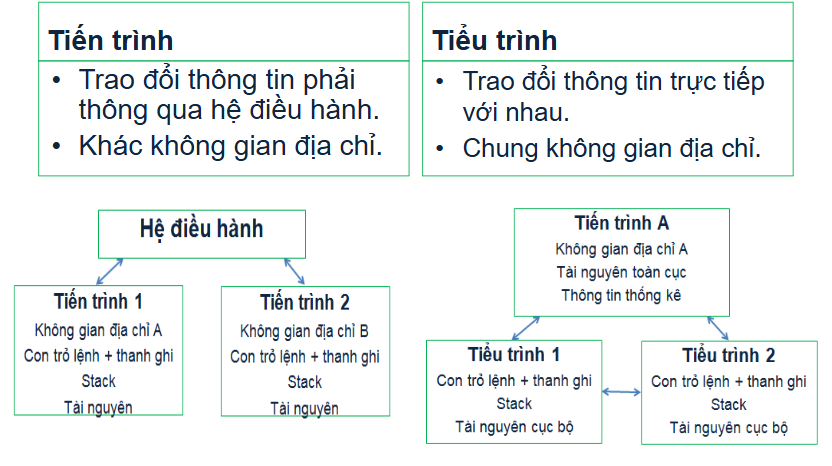 Tiến trình
• Trao đổi thông tin phải
thông qua hệ điều hành.
• Khác không gian địa chỉ.
Tiểu trình
• Trao đổi thông tin trực tiếp
với nhau.
• Chung không gian địa chỉ.
Hệ điều hành
Tiến trình 1
Không gian địa chỉ A
Con trỏ lệnh + thanh ghi
Stack
Tài nguyên
Tiến trình 2
Không gian địa chỉ B
Con trỏ lệnh + thanh ghi
Stack
Tài nguyên
Tiến trình A
Không gian địa chỉ A
Tài nguyên toàn cục
Thông tin thống kê
Tiểu trình 1
Con trỏ lệnh + thanh ghi
Stack
Tài nguyên cục bộ
Tiểu trình 2
Con trỏ lệnh + thanh ghi
Stack
Tài nguyên cục bộ